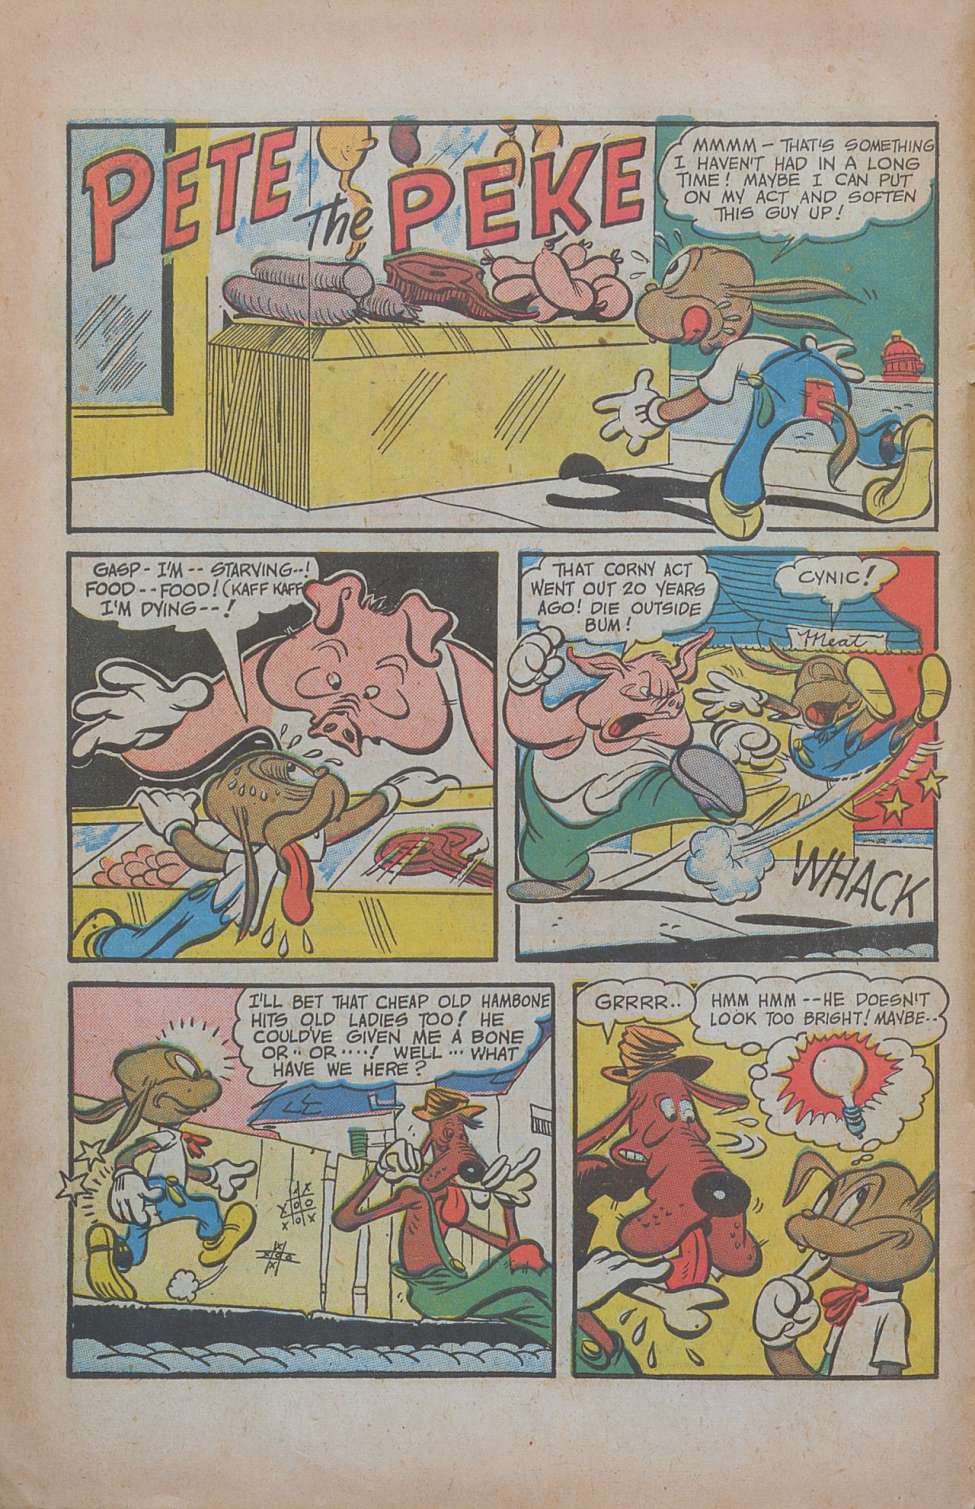 PETE
The PEKE
MMMM – THAT'S SOMETHING
I HAVEN'T HAD IN A LONG
TIME! MAYBE I CAN PUT
ON MY ACT AND SOFTEN
THIS GUY UP!
GASP – I'M -- STARVING--!
FOOD -- FOOD! (KAFF KAFF
I'M DYING--!
THAT CORNY ACT
WENT OUT 20 YEARS
AGO! DIE OUTSIDE
BUM!
CYNIC!
Meat
WHACK
I'LL BET THAT CHEAP OLD HAMBONE
HITS OLD LADIES TOO! HE
COULD'VE GIVEN ME A BONE
OR .. OR ....! WELL ... WHAT
HAVE WE HERE?
GRRRR..
HMM HMM -- HE DOESN'T
LOOK TOO BRIGHT! MAYBE--